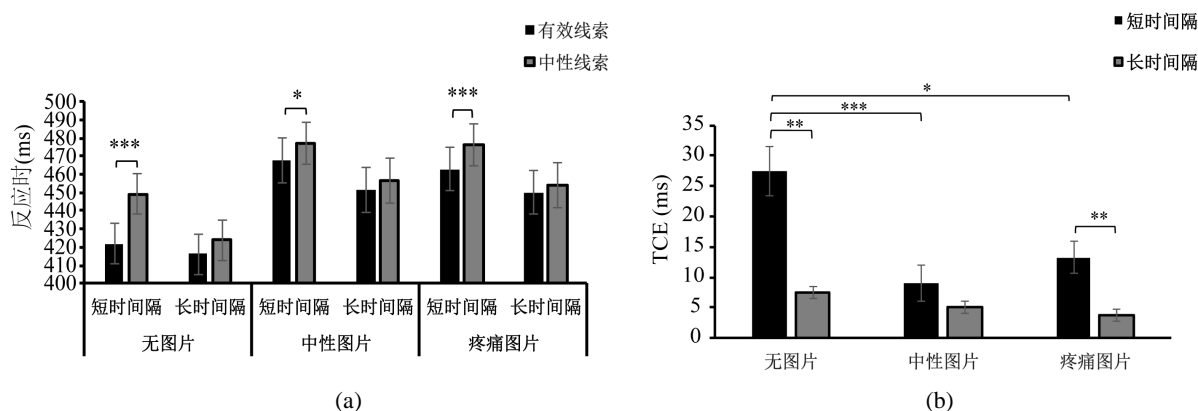 有效线索
中性线索
反应时(ms)
500
490
480
470
460
450
440
430
420
410
400
***
*
***
短时间隔 长时间隔 短时间隔 长时间隔 短时间隔 长时间隔
无图片 中性图片 疼痛图片
(a)
短时间隔
长时间隔
TCE (ms)
35
30
25
20
15
10
5
0
*
***
**
**
无图片 中性图片 疼痛图片
(b)